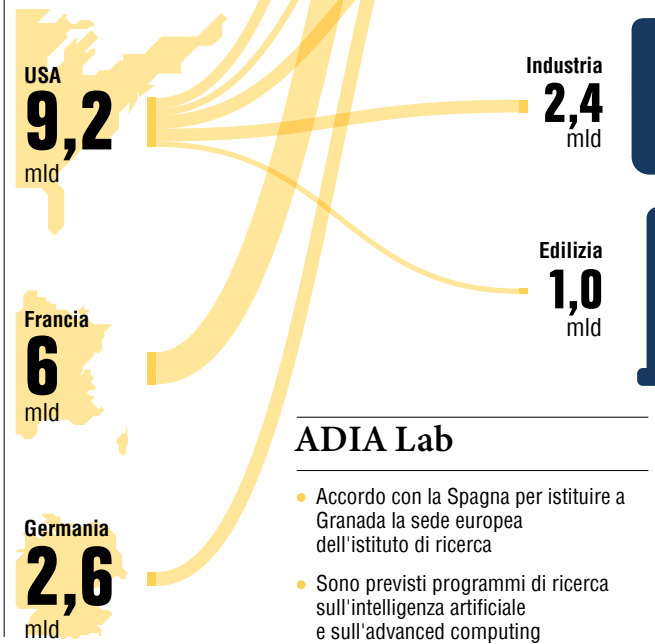 USA
9,2
mld
Industria
2,4
mld
Edilizia
1,0
mld
Francia
6
mld
Germania
2,6
mld
ADIA Lab
Accordo con la Spagna per istituire a
Granada la sede europea
dell'istituto di ricerca
Sono previsti programmi di ricerca
sull'intelligenza artificiale
e sull'advanced computing